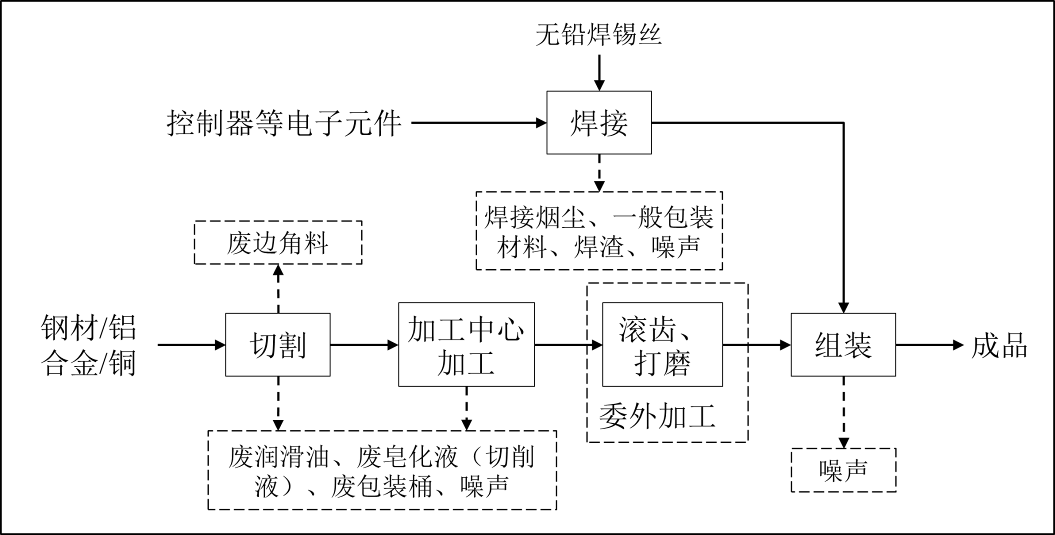 无铅焊锡丝
控制器等电子元件
焊接
焊接烟尘、一般包装
材料、焊渣、噪声
废边角料
钢材/铝
合金/铜
切割
加工中心
加工
滚齿、
打磨
委外加工
组装
成品
废润滑油、废皂化液（切削
液）、废包装桶、噪声
噪声